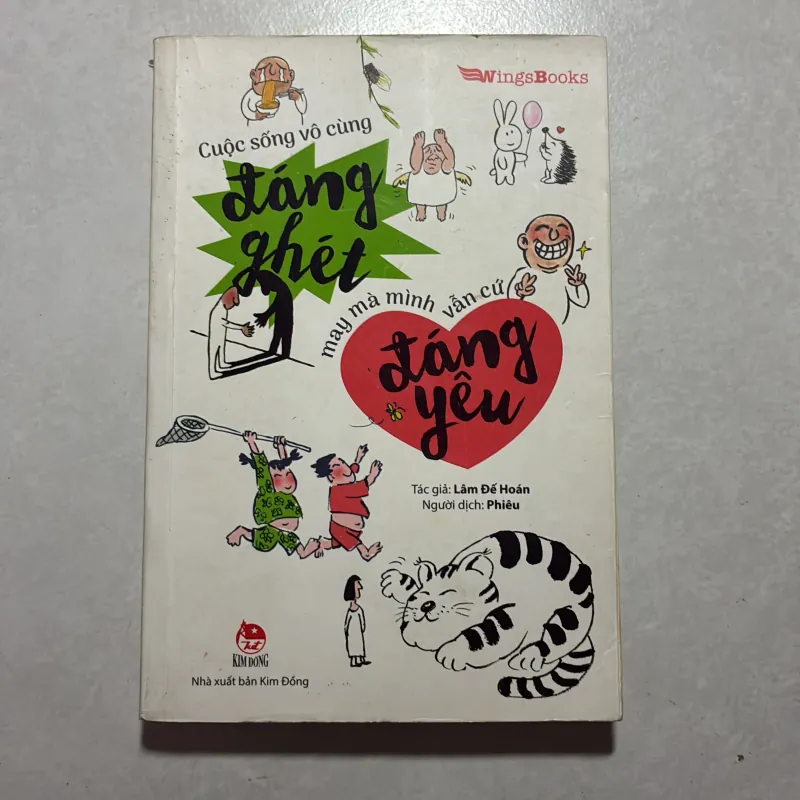 WingsBooks
Cuộc sống vô cùng
đáng
ghét
may mà mình vẫn cứ
đáng
yêu
Tác giả: Lâm Đế Hoán
Người dịch: Phiêu
KIM ĐỒNG
Nhà xuất bản Kim Đồng